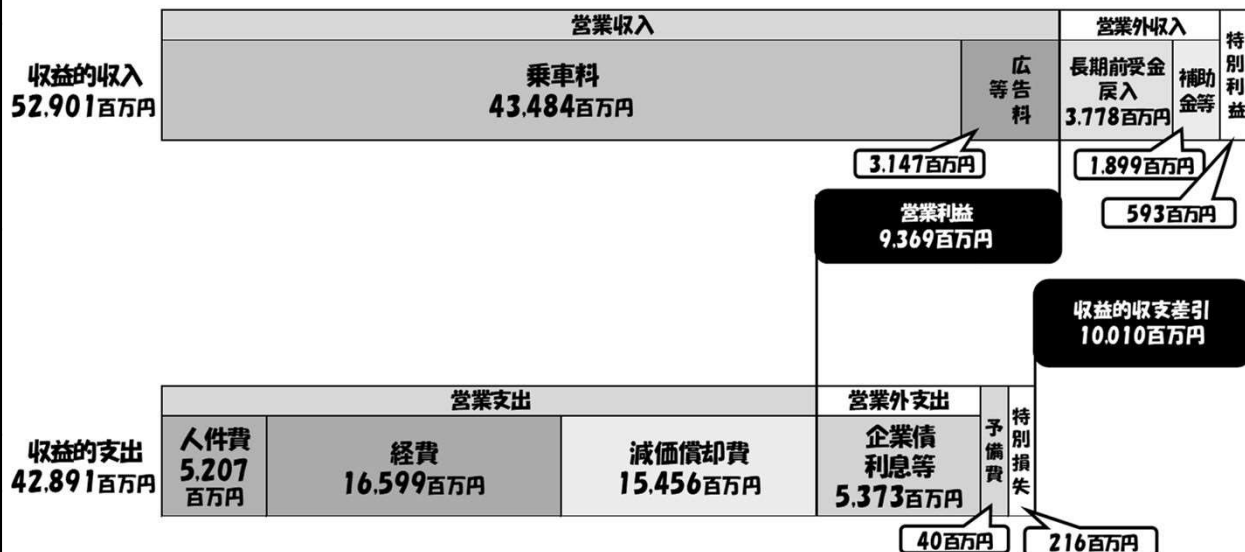 営業収入
営業外収入
特別利益
収益的収入
52,901百万円
乗車料
43,484百万円
広告料
等
長期前受金
戻入
3,778百万円
補助
金等
3,147百万円
1,899百万円
593百万円
営業利益
9,369百万円
収益的収支差引
10,010百万円
営業支出
営業外支出
予備費
特別損失
収益的支出
42,891百万円
人件費
5,207
百万円
経費
16,599百万円
減価償却費
15,456百万円
企業債
利息等
5,373百万円
40百万円
216百万円